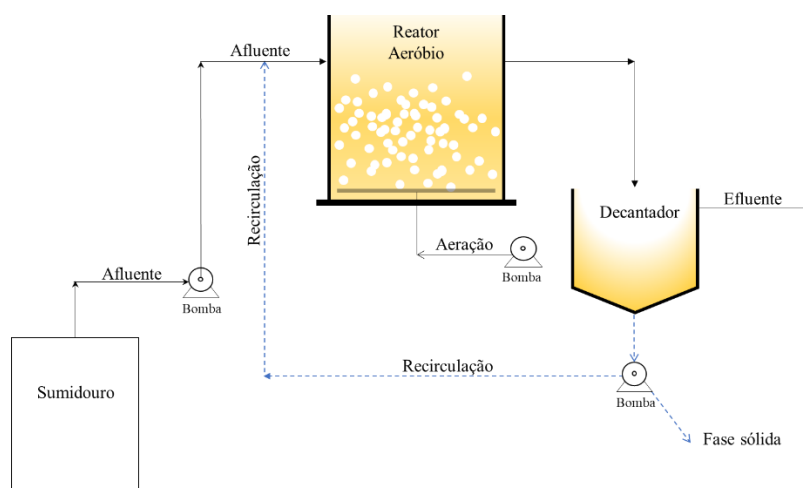 Reator
Aeróbio
Afluente
Recirculação
Decantador
Efluente
Aeração
Bomba
Afluente
Bomba
Recirculação
Bomba
Sumidouro
Fase sólida